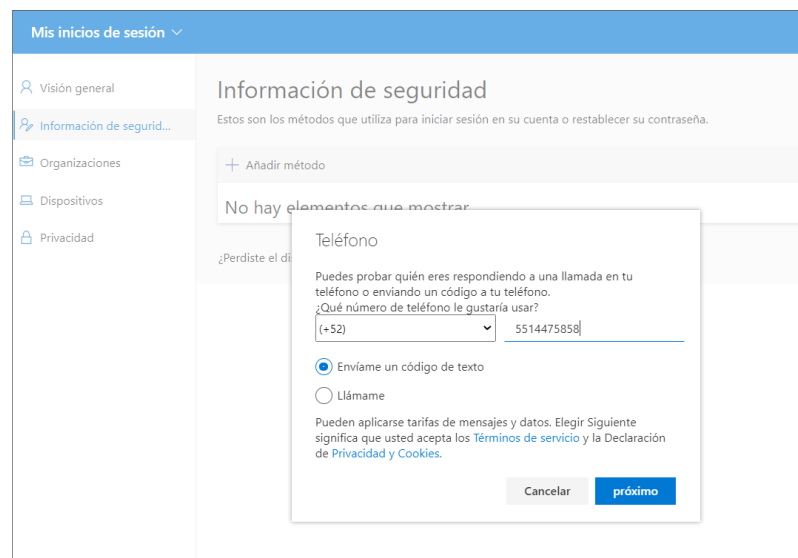 Mis inicios de sesión
Visión general
Información de segurid...
Organizaciones
Dispositivos
Privacidad
Información de seguridad
Estos son los métodos que utiliza para iniciar sesión en su cuenta o restablecer su contraseña.
+ Añadir método
No hay elementos que mostrar
¿Perdiste el di
Teléfono
Puedes probar quién eres respondiendo a una llamada en tu
teléfono o enviando un código a tu teléfono.
¿Qué número de teléfono le gustaría usar?
(+52) 5514475858
Envíame un código de texto
Llámame
Pueden aplicarse tarifas de mensajes y datos. Elegir Siguiente
significa que usted acepta los Términos de servicio y la Declaración
de Privacidad y Cookies.
Cancelar próximo